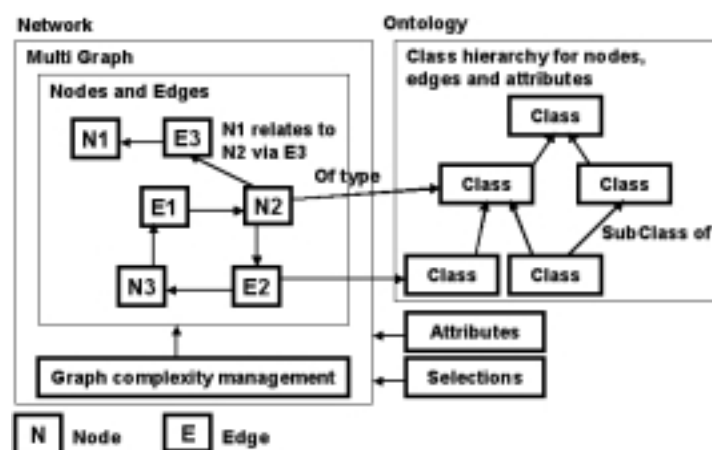 Network
Ontology
Multi Graph
Class hierarchy for nodes,
edges and attributes
Nodes and Edges
Class
N1
E3
N1 relates to
N2 via E3
Of type
Class
Class
E1
N2
SubClass of
N3
E2
Class
Class
Attributes
Graph complexity management
Selections
N
Node
E
Edge